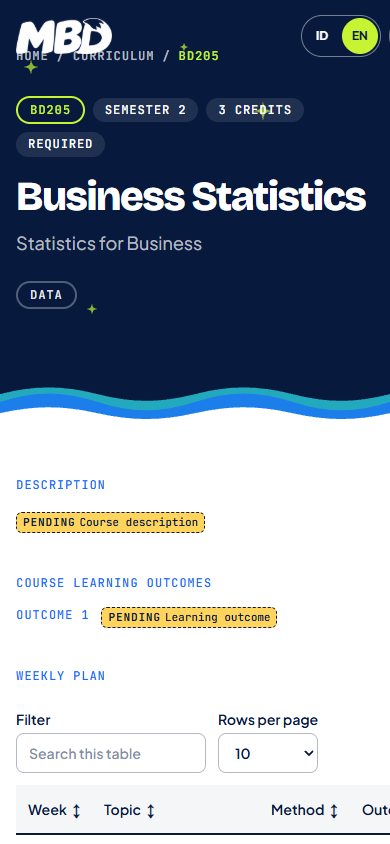 MBD
ID EN
HOME / CURRICULUM / BD205
BD205 SEMESTER 2 3 CREDITS
REQUIRED
Business Statistics
Statistics for Business
DATA
DESCRIPTION
PENDING Course description
COURSE LEARNING OUTCOMES
OUTCOME 1 PENDING Learning outcome
WEEKLY PLAN
Filter Rows per page
Search this table 10
Week Topic Method Outc